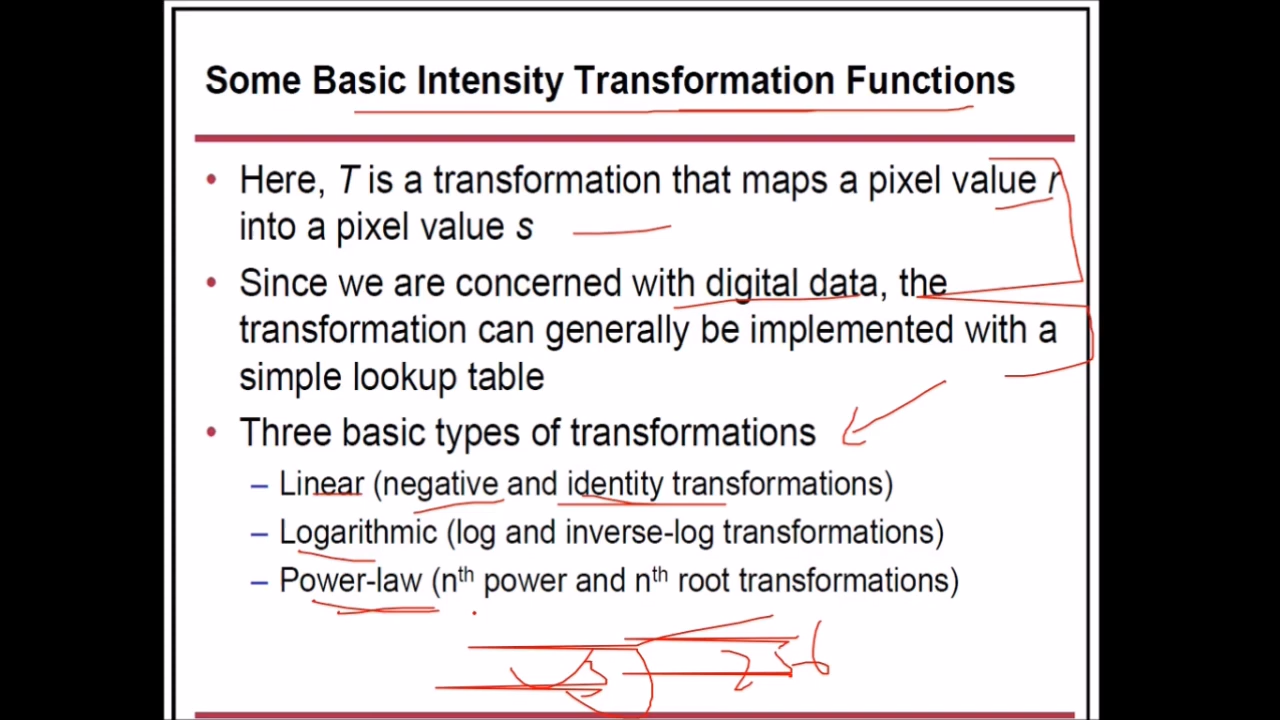 Some Basic Intensity Transformation Functions
• Here, T is a transformation that maps a pixel value r
into a pixel value s
• Since we are concerned with digital data, the
transformation can generally be implemented with a
simple lookup table
• Three basic types of transformations
– Linear (negative and identity transformations)
– Logarithmic (log and inverse-log transformations)
– Power-law (nth power and nth root transformations)
256